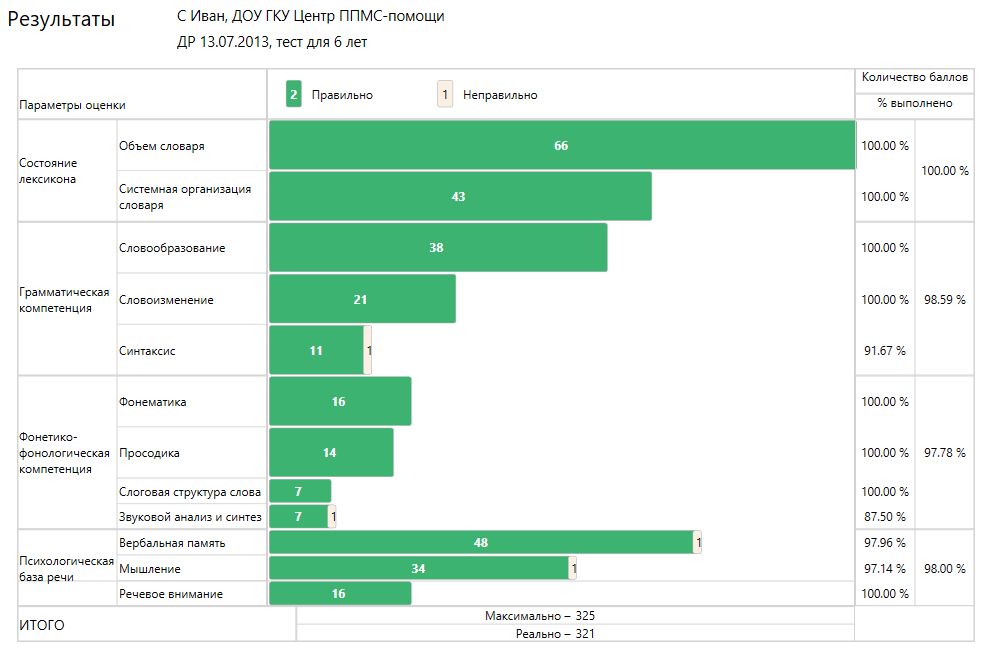 Результаты
С Иван, ДОУ ГКУ Центр ППМС-помощи
ДР 13.07.2013, тест для 6 лет
Параметры оценки
2 Правильно 1 Неправильно
Количество баллов
% выполнено
Состояние
лексикона
Объем словаря 66 100.00 %
Системная организация
словаря 43 100.00 %
100.00 %
Грамматическая
компетенция
Словообразование 38 100.00 %
Словоизменение 21 100.00 %
Синтаксис 11 1 91.67 %
98.59 %
Фонетико-
фонологическая
компетенция
Фонематика 16 100.00 %
Просодика 14 100.00 %
Слоговая структура слова 7 100.00 %
Звуковой анализ и синтез 7 1 87.50 %
97.78 %
Психологическая
база речи
Вербальная память 48 1 97.96 %
Мышление 34 1 97.14 %
Речевое внимание 16 100.00 %
98.00 %
ИТОГО
Максимально – 325
Реально – 321